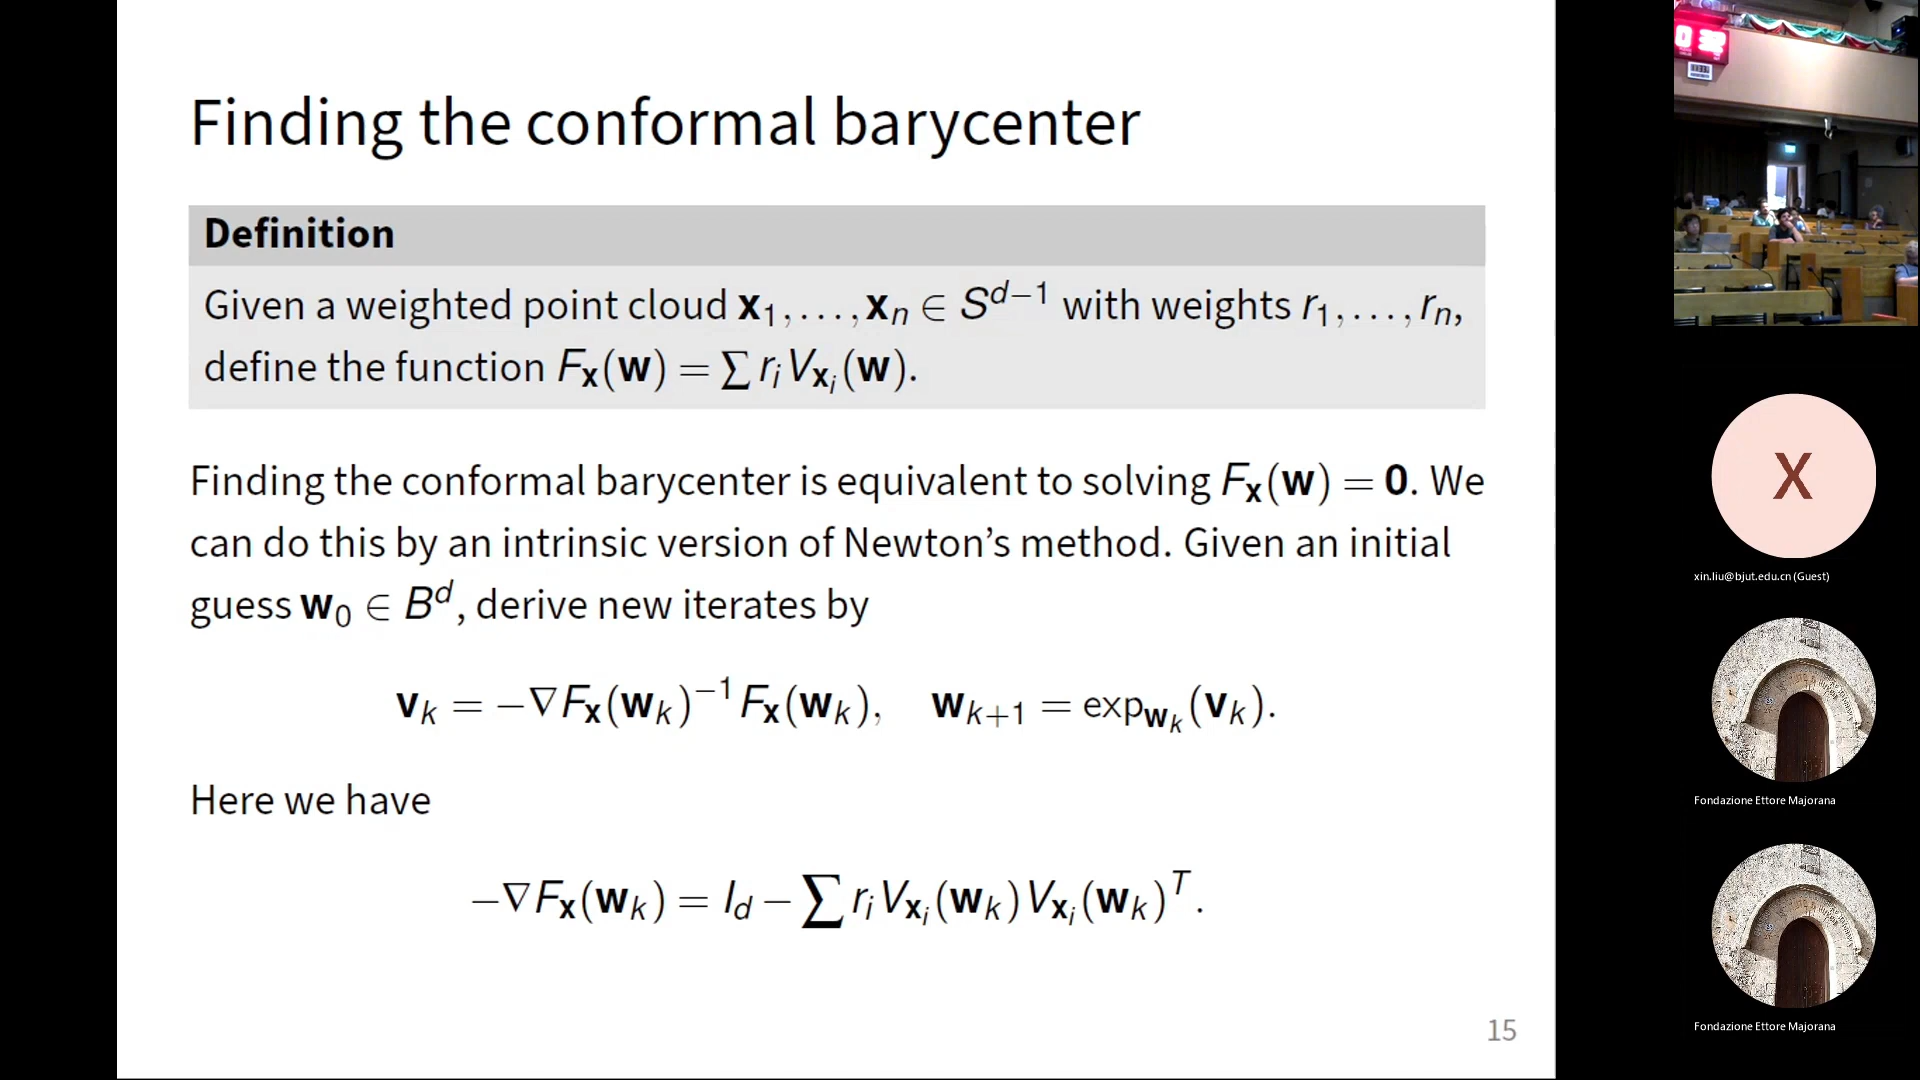 Finding the conformal barycenter
Definition
Given a weighted point cloud x₁,…,xₙ ∈ S^{d−1} with weights r₁,…,rₙ,
define the function F_x(w) = ∑ rᵢ V_{xᵢ}(w).
Finding the conformal barycenter is equivalent to solving F_x(w) = 0. We
can do this by an intrinsic version of Newton’s method. Given an initial
guess w₀ ∈ B^d, derive new iterates by
v_k = −∇F_x(w_k)^{−1} F_x(w_k), w_{k+1} = exp_{w_k}(v_k).
Here we have
−∇F_x(w_k) = I_d − ∑ rᵢ V_{xᵢ}(w_k) V_{xᵢ}(w_k)^T.
15
X
xin.liu@bjut.edu.cn (Guest)
Fondazione Ettore Majorana
Fondazione Ettore Majorana